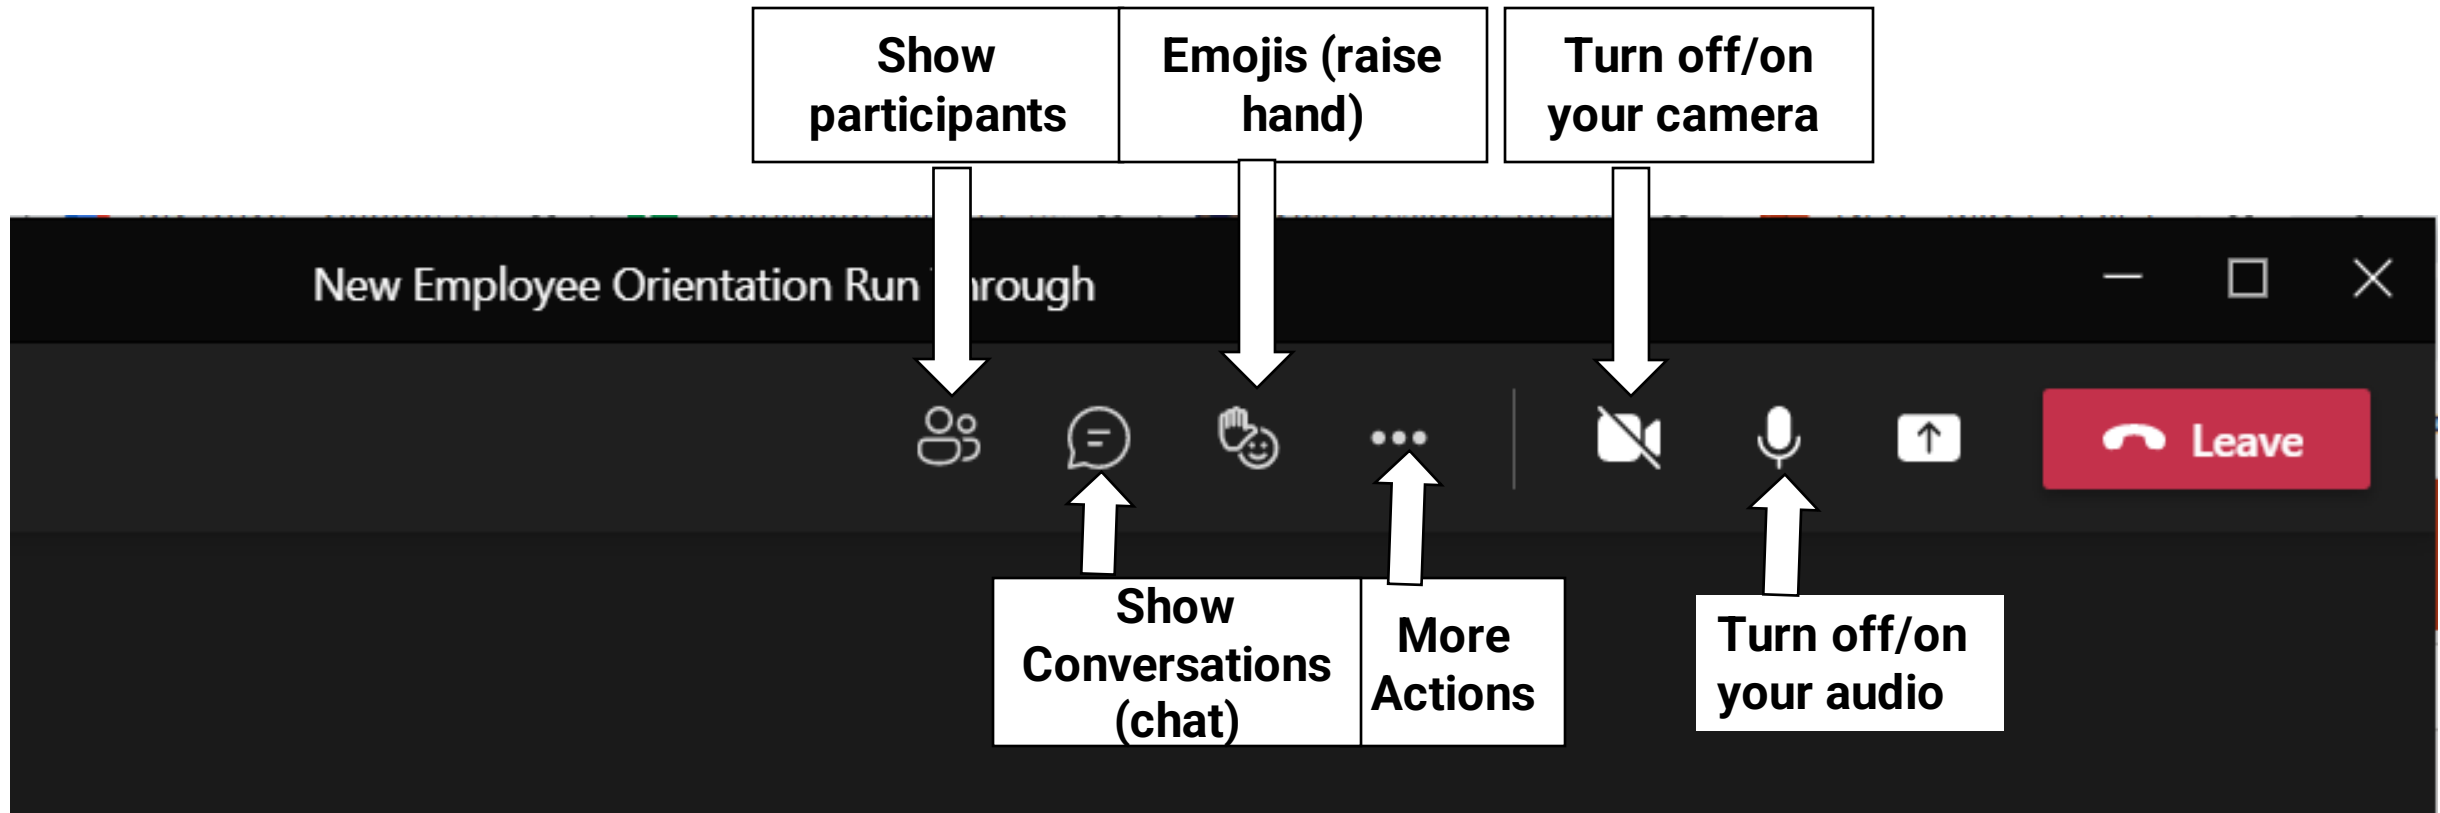 Show
participants
Emojis (raise
hand)
Turn off/on
your camera
New Employee Orientation Run
Leave
Show
Conversations
(chat)
More
Actions
Turn off/on
your audio